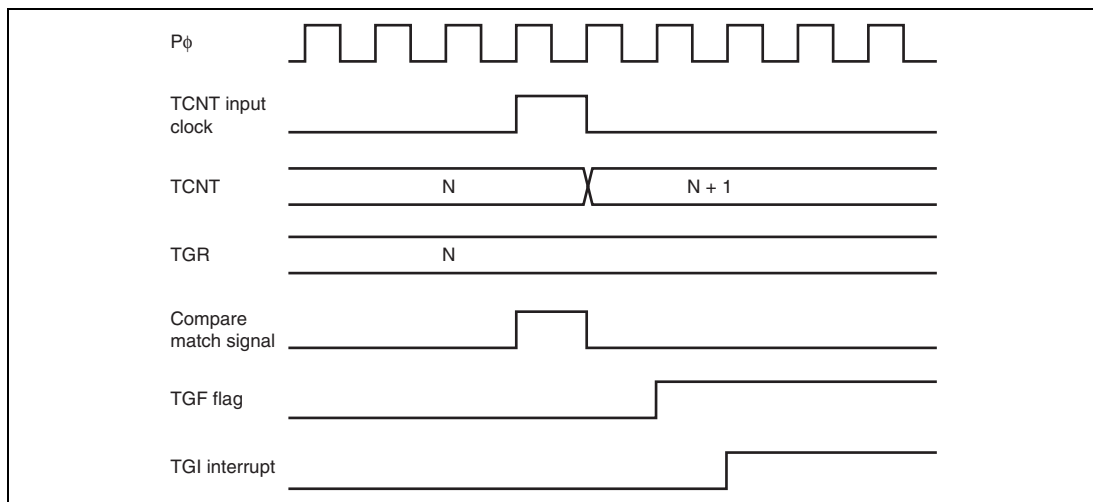 Pϕ
TCNT input
clock
TCNT
N
N + 1
TGR
N
Compare
match signal
TGF flag
TGI interrupt